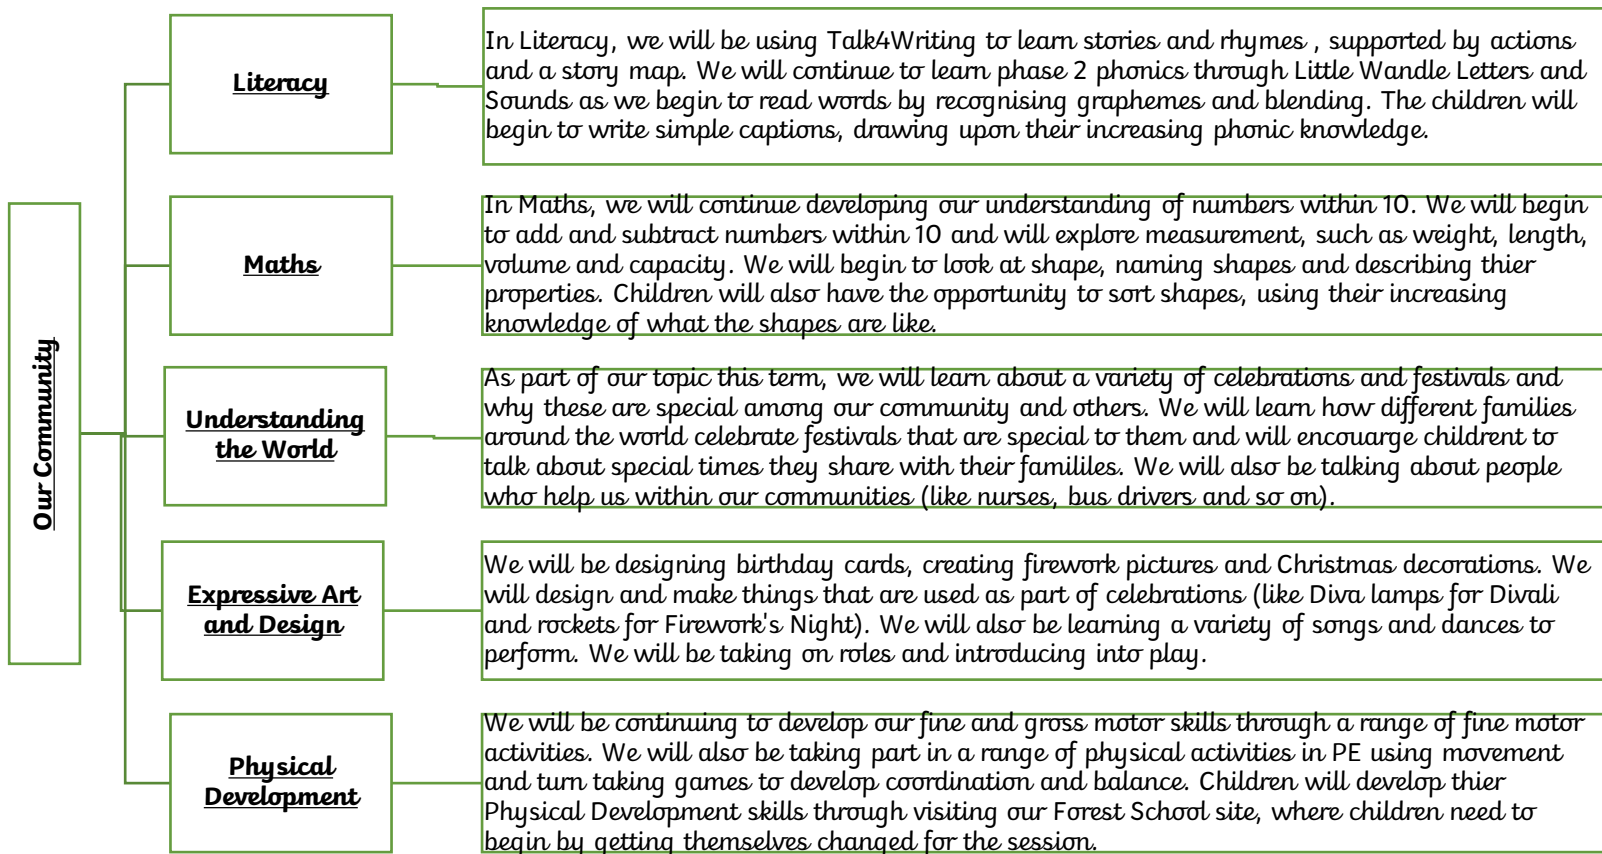 Our Community
Literacy
In Literacy, we will be using Talk4Writing to learn stories and rhymes , supported by actions
and a story map. We will continue to learn phase 2 phonics through Little Wandle Letters and
Sounds as we begin to read words by recognising graphemes and blending. The children will
begin to write simple captions, drawing upon their increasing phonic knowledge.
Maths
In Maths, we will continue developing our understanding of numbers within 10. We will begin
to add and subtract numbers within 10 and will explore measurement, such as weight, length,
volume and capacity. We will begin to look at shape, naming shapes and describing thier
properties. Children will also have the opportunity to sort shapes, using their increasing
knowledge of what the shapes are like.
Understanding
the World
As part of our topic this term, we will learn about a variety of celebrations and festivals and
why these are special among our community and others. We will learn how different families
around the world celebrate festivals that are special to them and will encouarge childrent to
talk about special times they share with their famililes. We will also be talking about people
who help us within our communities (like nurses, bus drivers and so on).
Expressive Art
and Design
We will be designing birthday cards, creating firework pictures and Christmas decorations. We
will design and make things that are used as part of celebrations (like Diva lamps for Divali
and rockets for Firework's Night). We will also be learning a variety of songs and dances to
perform. We will be taking on roles and introducing into play.
Physical
Development
We will be continuing to develop our fine and gross motor skills through a range of fine motor
activities. We will also be taking part in a range of physical activities in PE using movement
and turn taking games to develop coordination and balance. Children will develop thier
Physical Development skills through visiting our Forest School site, where children need to
begin by getting themselves changed for the session.